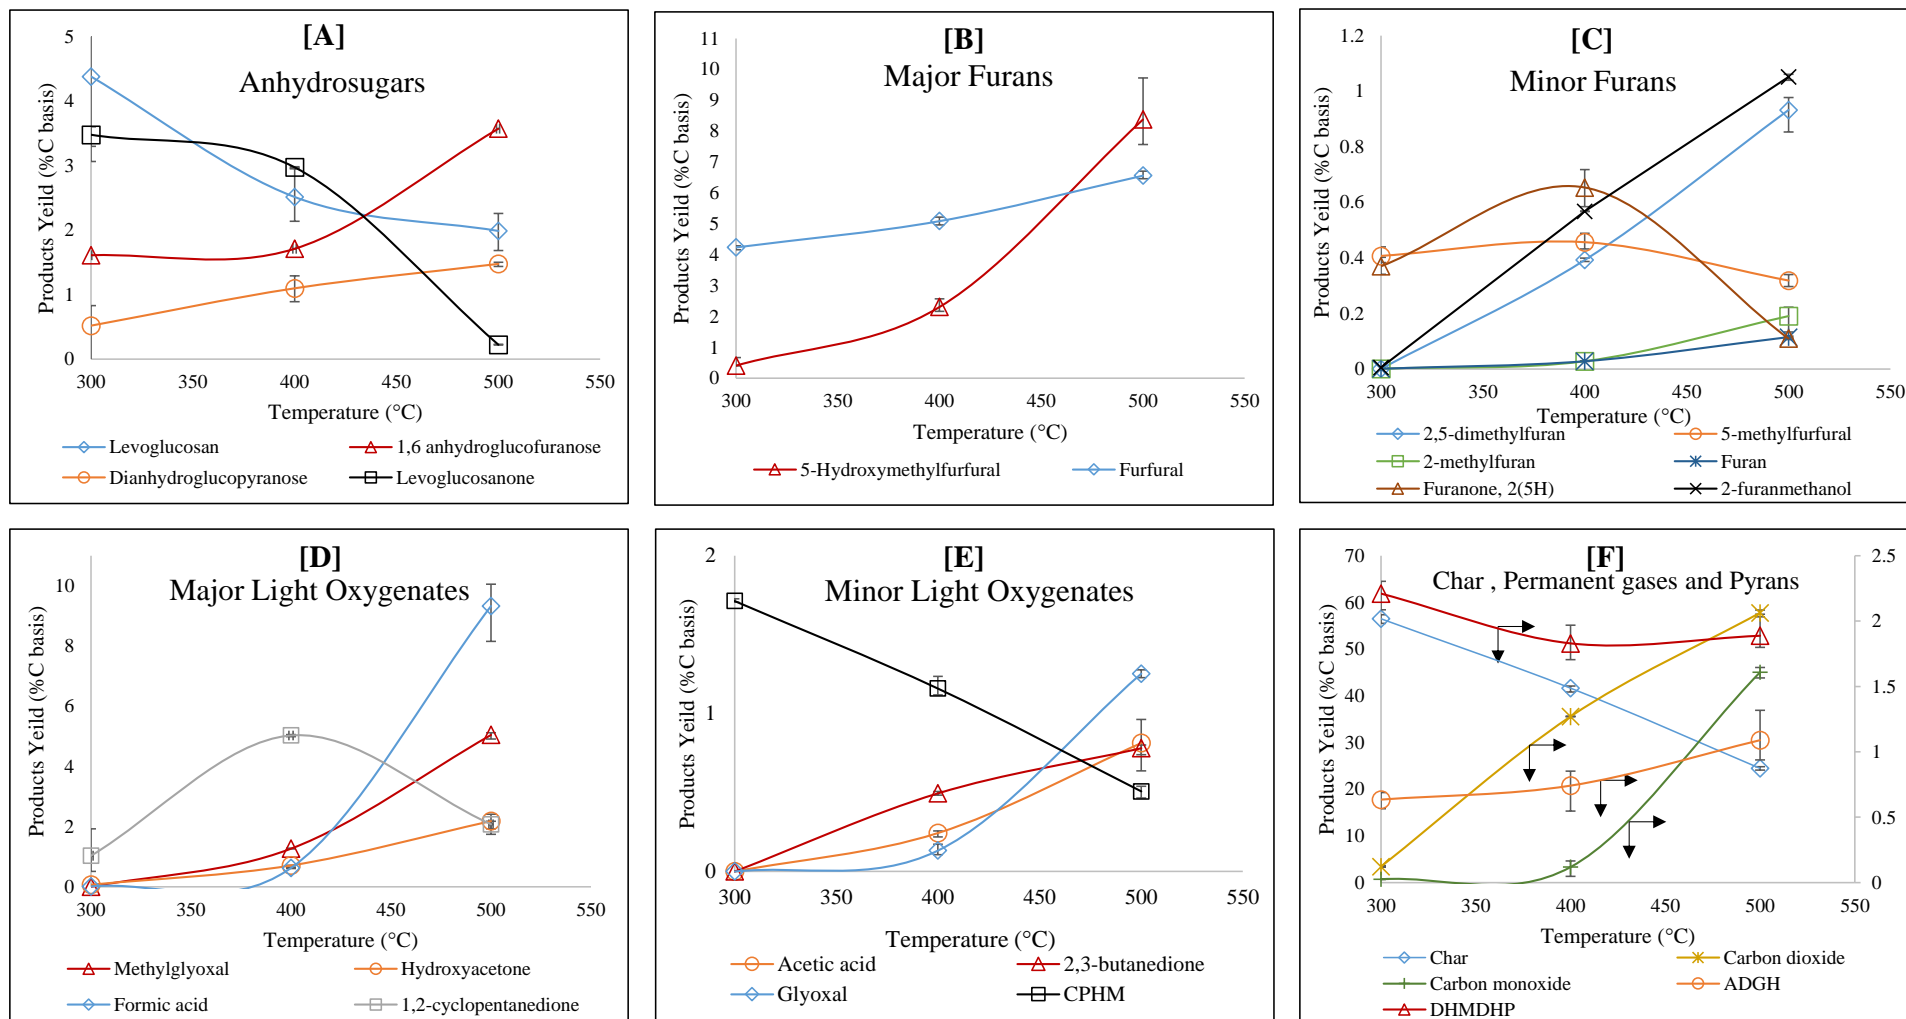 [A]
Anhydrosugars
Products Yeild (%C basis)
5
4
3
2
1
0
300 350 400 450 500 550
Temperature (°C)
Levoglucosan 1,6 anhydroglucofuranose
Dianhydroglucopyranose Levoglucosanone
[B]
Major Furans
Products Yeild (%C basis)
11
10
9
8
7
6
5
4
3
2
1
0
300 350 400 450 500 550
Temperature (°C)
5-Hydroxymethylfurfural Furfural
[C]
Minor Furans
Products Yeild (%C basis)
1.2
1
0.8
0.6
0.4
0.2
0
300 350 400 450 500 550
Temperature (°C)
2,5-dimethylfuran 5-methylfurfural
2-methylfuran Furan
Furanone, 2(5H) 2-furanmethanol
[D]
Major Light Oxygenates
Products Yeild (%C basis)
10
8
6
4
2
0
300 350 400 450 500 550
Temperature (°C)
Methylglyoxal Hydroxyacetone
Formic acid 1,2-cyclopentanedione
[E]
Minor Light Oxygenates
Products Yeild (%C basis)
2
1
0
300 350 400 450 500 550
Temperature (°C)
Acetic acid 2,3-butanedione
Glyoxal CPHM
[F]
Char , Permanent gases and Pyrans
Products Yeild (%C basis)
70
60
50
40
30
20
10
0
2.5
2
1.5
1
0.5
0
300 350 400 450 500 550
Temperature (°C)
Char Carbon dioxide
Carbon monoxide ADGH
DHMDHP